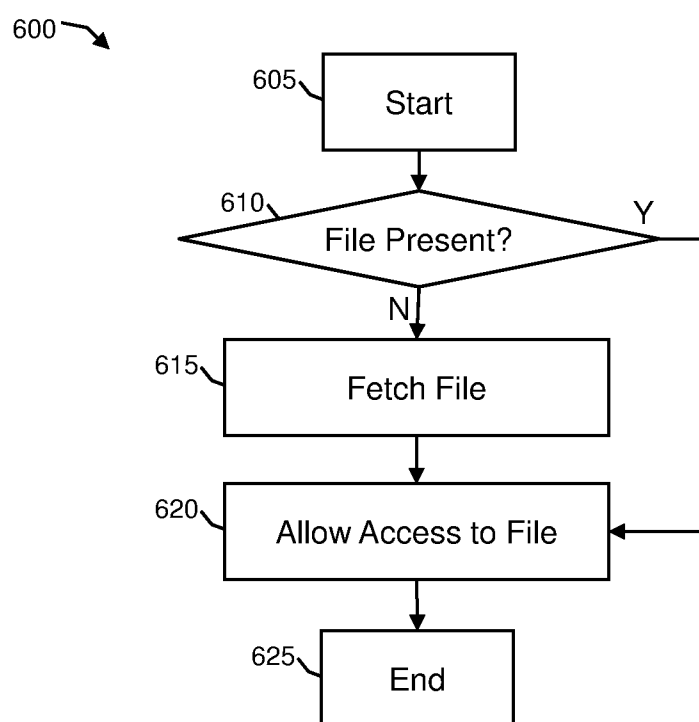 600
605
Start
610
Y
File Present?
N
615
Fetch File
620
Allow Access to File
625
End